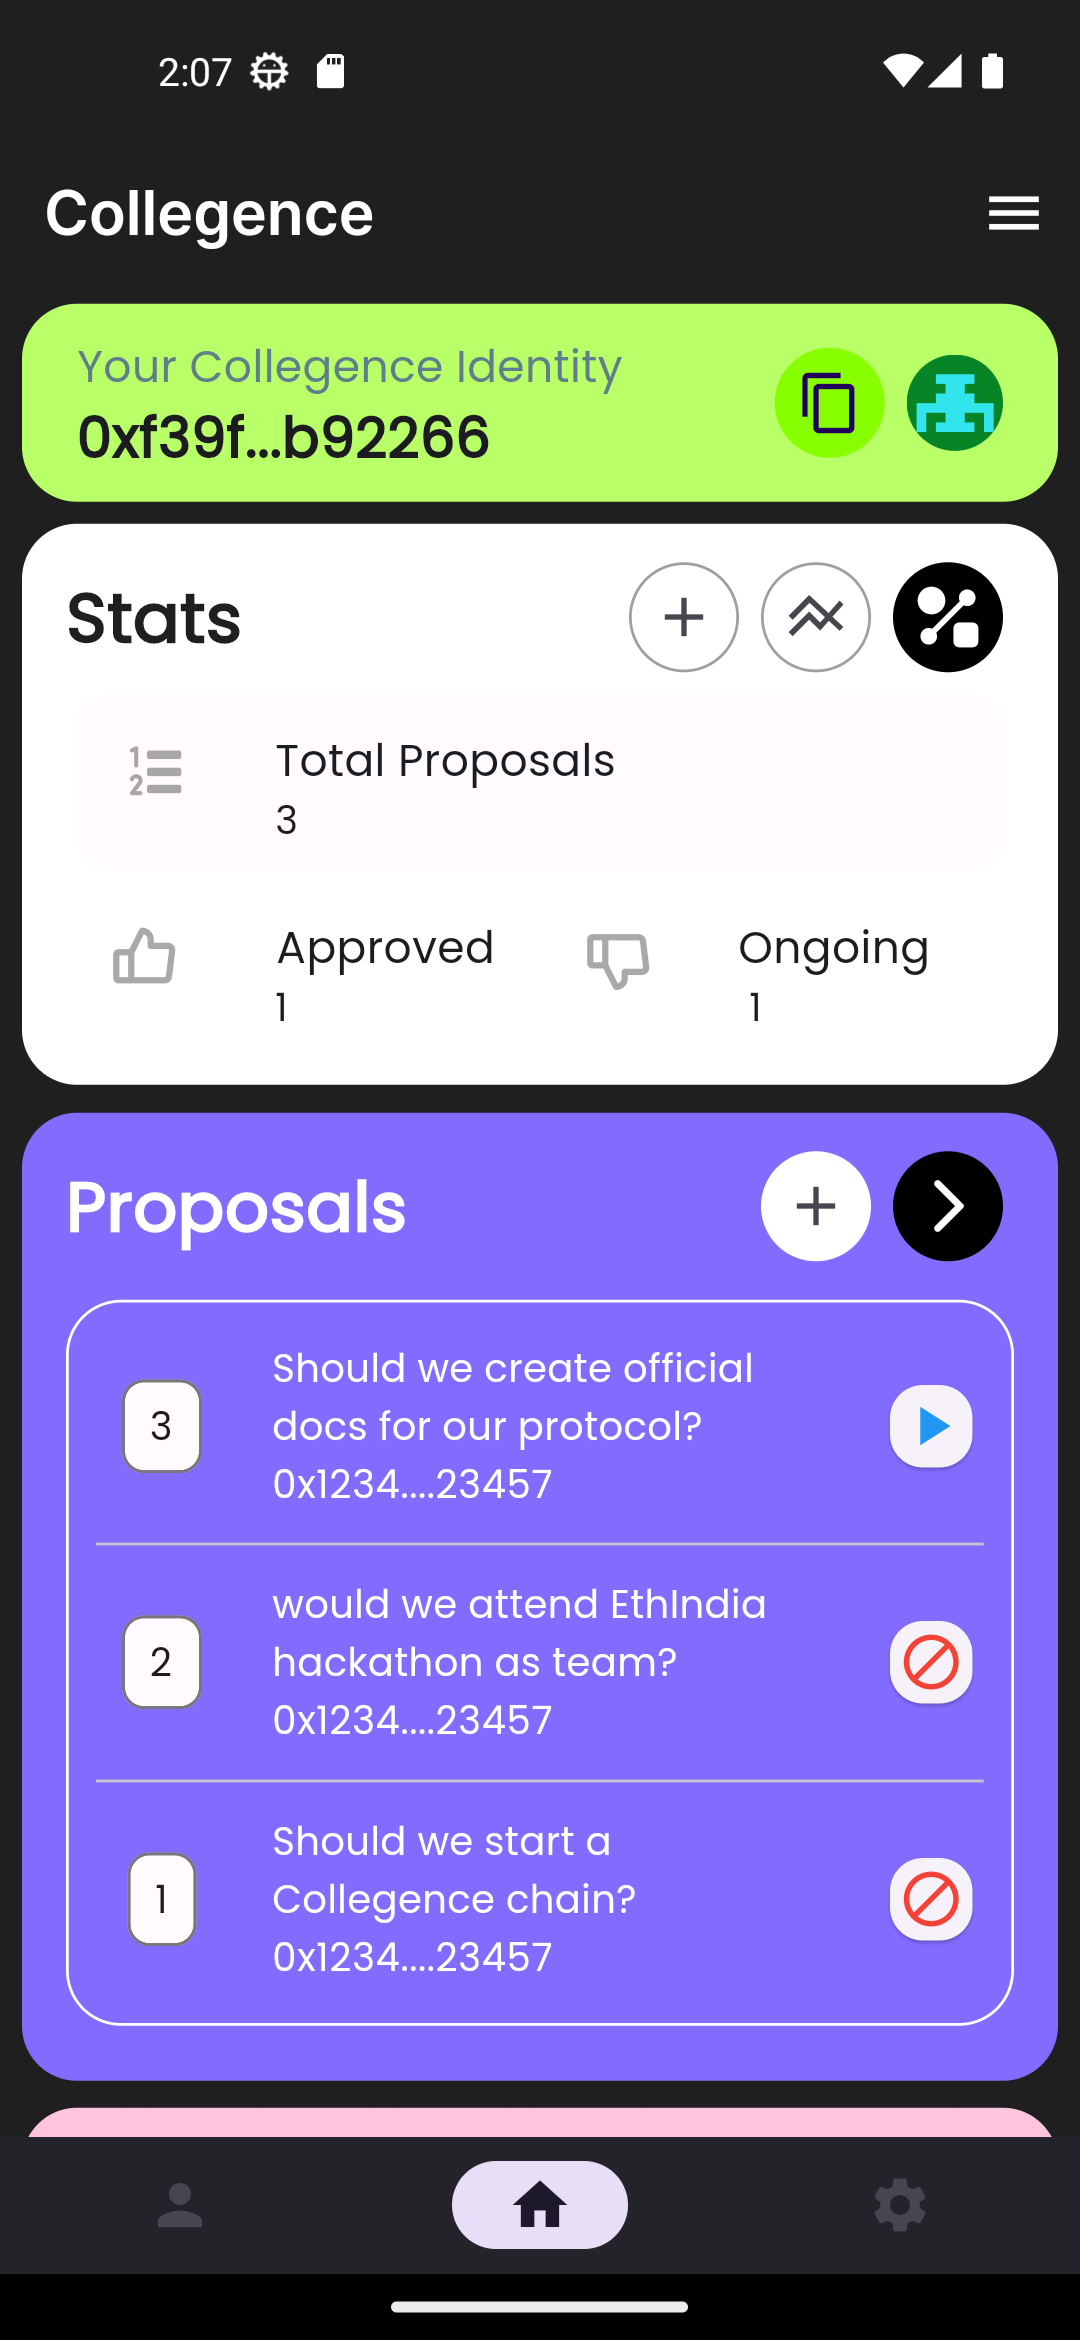 2:07
Collegence
Your Collegence Identity
0xf39f...b92266
Stats
Total Proposals
3
Approved
1
Ongoing
1
Proposals
3
Should we create official
docs for our protocol?
0x1234....23457
2
would we attend EthIndia
hackathon as team?
0x1234....23457
1
Should we start a
Collegence chain?
0x1234....23457